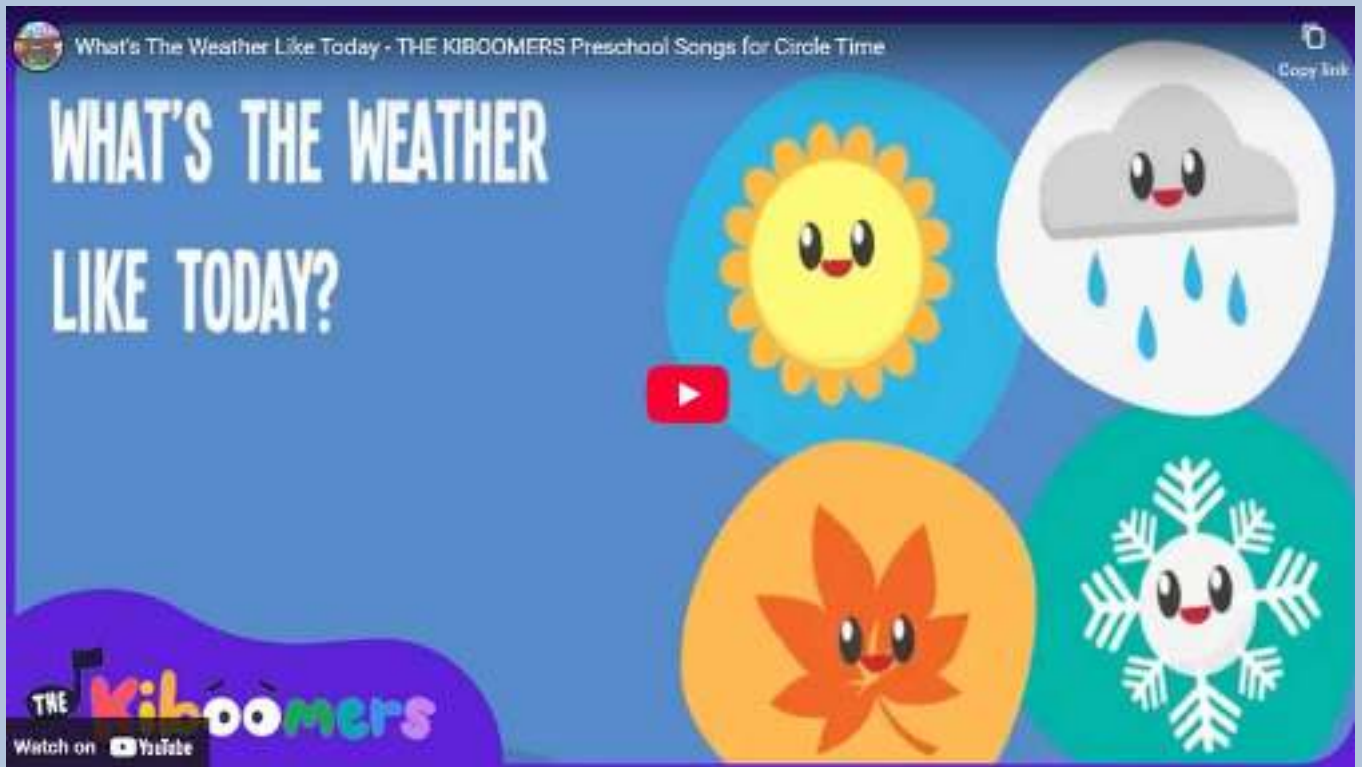 What's The Weather Like Today - THE KIBOOMERS Preschool Songs for Circle Time
Copy link
WHAT'S THE WEATHER
LIKE TODAY?
THE Kiboomers
Watch on YouTube